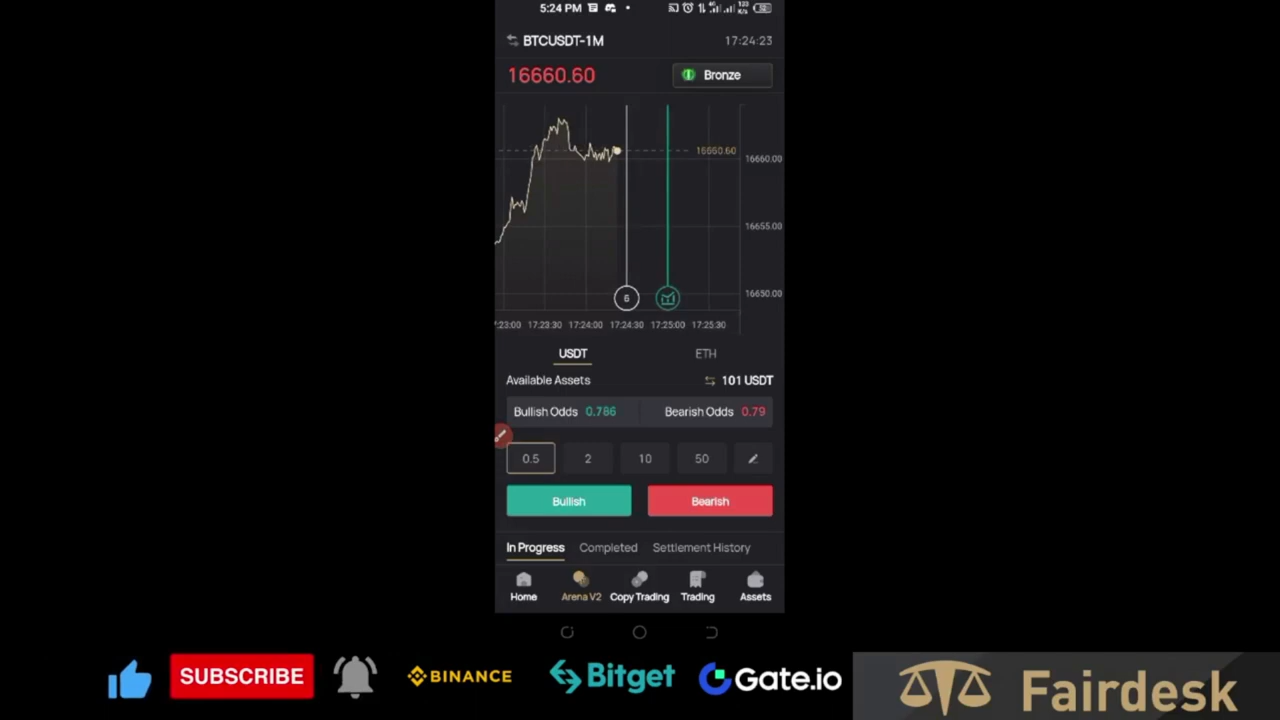 5:24 PM
BTCUSDT-1M 17:24:23
16660.60 Bronze
16660.60
16660.00
16655.00
16650.00
6
:23:00 17:23:30 17:24:00 17:24:30 17:25:00 17:25:30
USDT ETH
Available Assets 101 USDT
Bullish Odds 0.786 Bearish Odds 0.79
0.5 2 10 50
Bullish Bearish
In Progress Completed Settlement History
Home Arena V2 Copy Trading Trading Assets
SUBSCRIBE BINANCE Bitget Gate.io Fairdesk